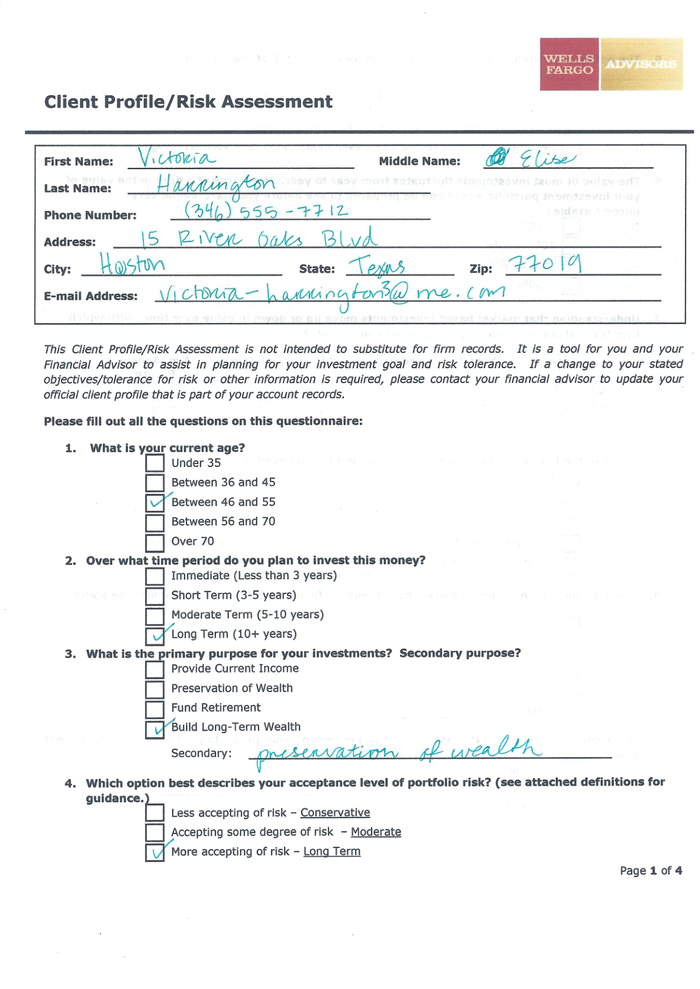 WELLS FARGO ADVISORS
Client Profile/Risk Assessment
First Name: Victoria Middle Name: Elise
Last Name: Harrington
Phone Number: (346) 555-7712
Address: 15 River Oaks Blvd
City: Houston State: Texas Zip: 77019
E-mail Address: victoria-harrington3@me.com
This Client Profile/Risk Assessment is not intended to substitute for firm records. It is a tool for you and your
Financial Advisor to assist in planning for your investment goal and risk tolerance. If a change to your stated
objectives/tolerance for risk or other information is required, please contact your financial advisor to update your
official client profile that is part of your account records.
Please fill out all the questions on this questionnaire:
1. What is your current age?
Under 35
Between 36 and 45
Between 46 and 55
Between 56 and 70
Over 70
2. Over what time period do you plan to invest this money?
Immediate (Less than 3 years)
Short Term (3-5 years)
Moderate Term (5-10 years)
Long Term (10+ years)
3. What is the primary purpose for your investments? Secondary purpose?
Provide Current Income
Preservation of Wealth
Fund Retirement
Build Long-Term Wealth
Secondary: preservation of wealth
4. Which option best describes your acceptance level of portfolio risk? (see attached definitions for
guidance.)
Less accepting of risk – Conservative
Accepting some degree of risk – Moderate
More accepting of risk – Long Term
Page 1 of 4